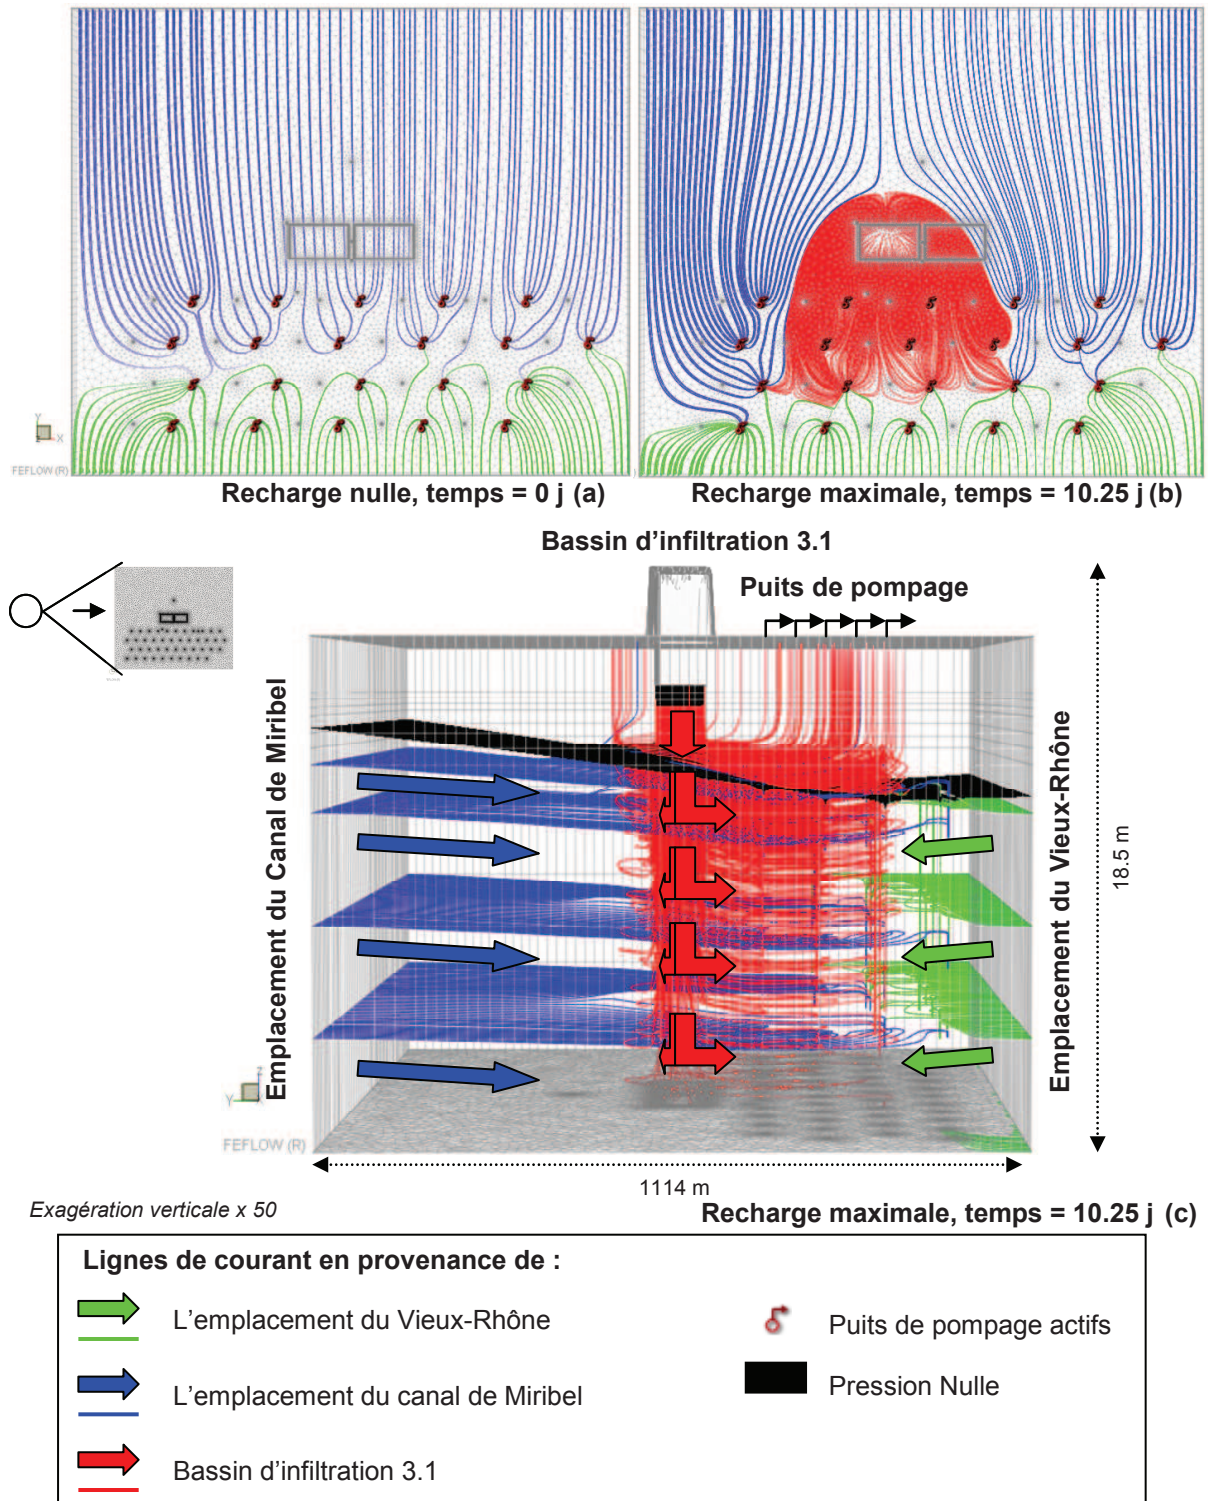 Y
Z X
FEFLOW (R)
Recharge nulle, temps = 0 j (a)
Recharge maximale, temps = 10.25 j (b)
Bassin d'infiltration 3.1
Puits de pompage
Emplacement du Canal de Miribel
Emplacement du Vieux-Rhône
18.5 m
Z
Y X
FEFLOW (R)
1114 m
Exagération verticale x 50
Recharge maximale, temps = 10.25 j (c)
Lignes de courant en provenance de :
L'emplacement du Vieux-Rhône
Puits de pompage actifs
L'emplacement du canal de Miribel
Pression Nulle
Bassin d'infiltration 3.1